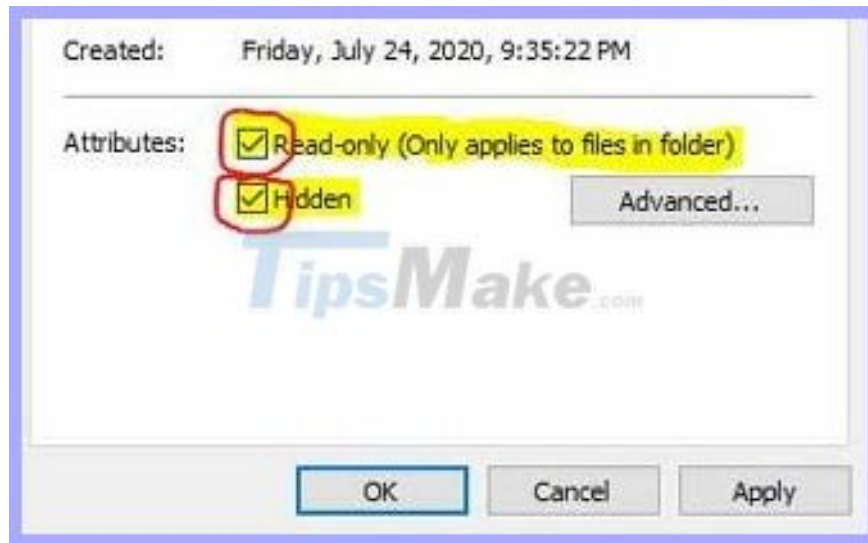 Created: Friday, July 24, 2020, 9:35:22 PM
Attributes: Read-only (Only applies to files in folder)
Hidden Advanced...
TipsMake.com
OK Cancel Apply